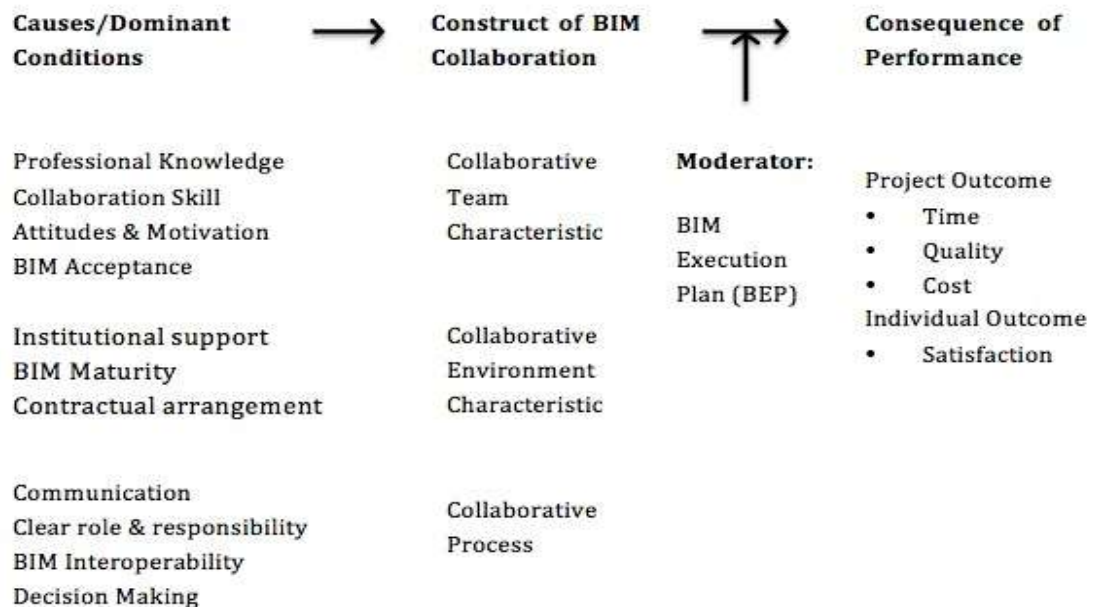 Causes/Dominant
Conditions
Construct of BIM
Collaboration
Consequence of
Performance
Professional Knowledge
Collaboration Skill
Attitudes & Motivation
BIM Acceptance
Collaborative
Team
Characteristic
Moderator:
BIM
Execution
Plan (BEP)
Project Outcome
• Time
• Quality
• Cost
Individual Outcome
• Satisfaction
Institutional support
BIM Maturity
Contractual arrangement
Collaborative
Environment
Characteristic
Communication
Clear role & responsibility
BIM Interoperability
Decision Making
Collaborative
Process